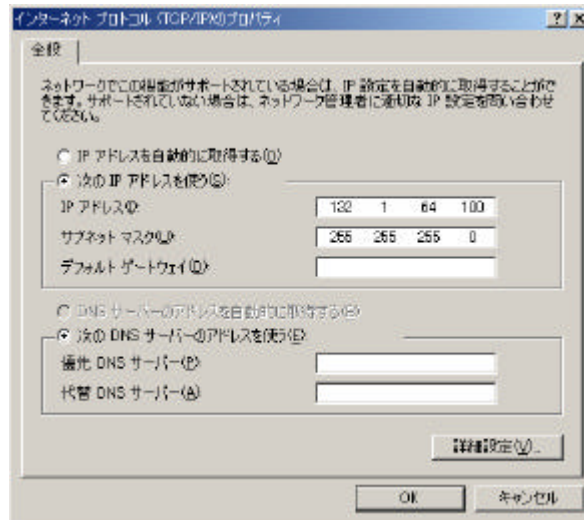 インターネット プロトコル (TCP/IP)のプロパティ
? ×
全般
ネットワークでこの機能がサポートされている場合は、IP 設定を自動的に取得することがで
きます。サポートされていない場合は、ネットワーク管理者に適切な IP 設定を問い合わせ
てください。
IP アドレスを自動的に取得する(O)
次の IP アドレスを使う(S):
IP アドレス(I):
132 1 64 100
サブネット マスク(U):
255 255 255 0
デフォルト ゲートウェイ(D):
DNS サーバーのアドレスを自動的に取得する(B)
次の DNS サーバーのアドレスを使う(E):
優先 DNS サーバー(P):
代替 DNS サーバー(A):
詳細設定(V)...
OK
キャンセル